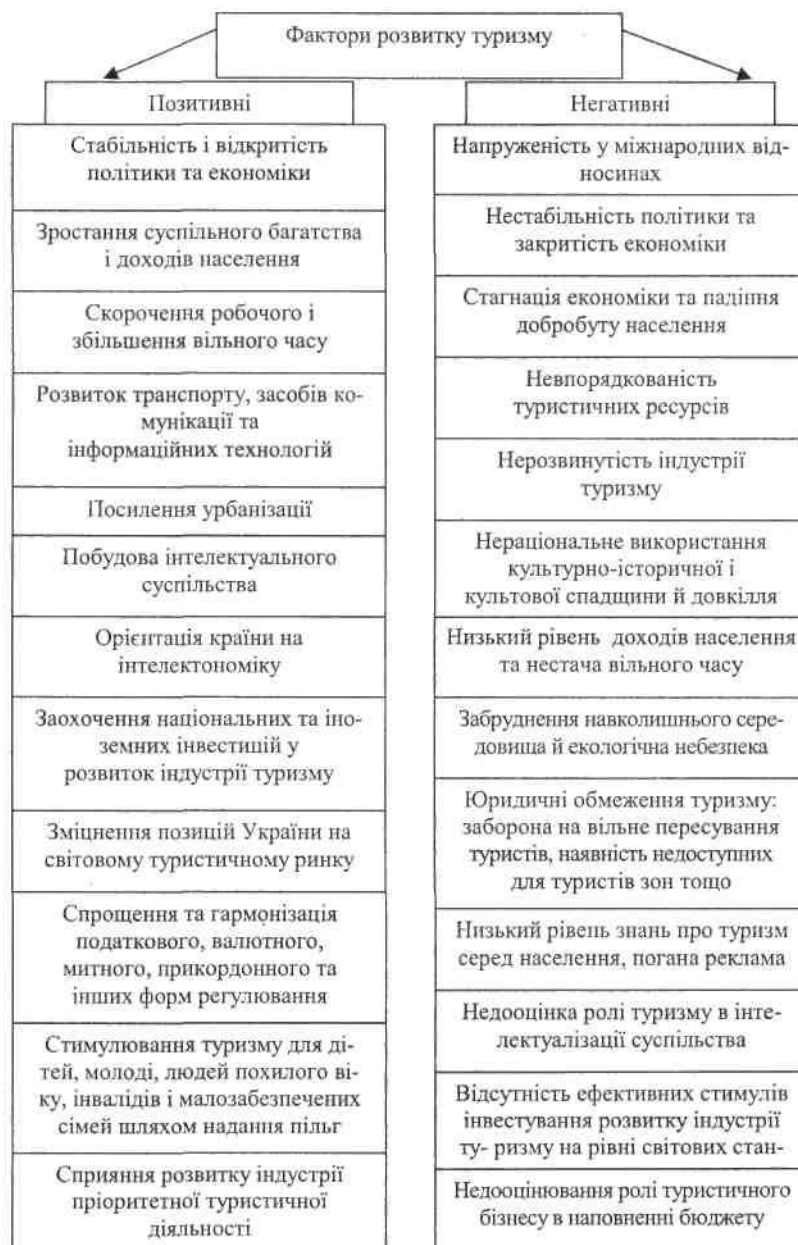 Фактори розвитку туризму
Позитивні
Стабільність і відкритість
політики та економіки
Зростання суспільного багатства
і доходів населення
Скорочення робочого і
збільшення вільного часу
Розвиток транспорту, засобів ко-
мунікації та
інформаційних технологій
Посилення урбанізації
Побудова інтелектуального
суспільства
Орієнтація країни на
інтелектономіку
Заохочення національних та іно-
земних інвестицій у
розвиток індустрії туризму
Зміцнення позицій України на
світовому туристичному ринку
Спрощення та гармонізація
податкового, валютного,
митного, прикордонного та
інших форм регулювання
Стимулювання туризму для ді-
тей, молоді, людей похилого ві-
ку, інвалідів і малозабезпечених
сімей шляхом надання пільг
Сприяння розвитку індустрії
пріоритетної туристичної
діяльності
Негативні
Напруженість у міжнародних від-
носинах
Нестабільність політики та
закритість економіки
Стагнація економіки та падіння
добробуту населення
Невпорядкованість
туристичних ресурсів
Нерозвинутість індустрії
туризму
Нераціональне використання
культурно-історичної і
культової спадщини й довкілля
Низький рівень доходів населення
та нестача вільного часу
Забруднення навколишнього сере-
довища й екологічна небезпека
Юридичні обмеження туризму:
заборона на вільне пересування
туристів, наявність недоступних
для туристів зон тощо
Низький рівень знань про туризм
серед населення, погана реклама
Недооцінка ролі туризму в інте-
лектуалізації суспільства
Відсутність ефективних стимулів
інвестування розвитку індустрії
ту- ризму на рівні світових стан-
Недооцінювання ролі туристичного
бізнесу в наповненні бюджету